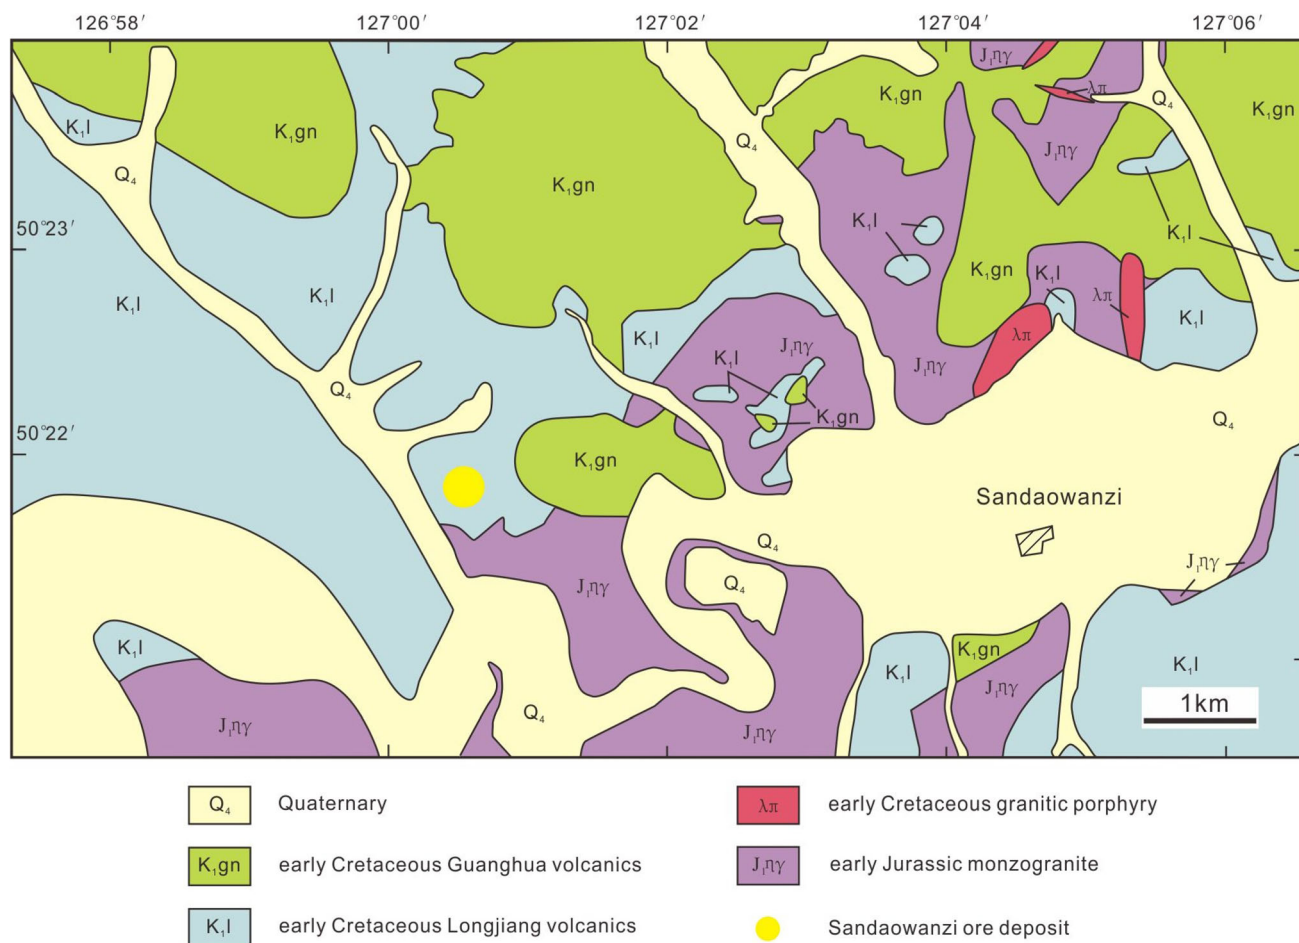 126°58′ 127°00′ 127°02′ 127°04′ 127°06′
J₁ηγ
λπ
K₁gn
Q₄
K₁gn
K₁l
K₁gn
Q₄
J₁ηγ
Q₄
K₁gn
K₁l
K₁l
50°23′
K₁gn
K₁l
K₁l
K₁l
λπ
K₁l
λπ
K₁l
J₁ηγ
K₁l
J₁ηγ
Q₄
K₁gn
Q₄
50°22′
K₁gn
Sandaowanzi
Q₄
J₁ηγ
J₁ηγ
Q₄
K₁l
K₁gn
K₁l
K₁l
J₁ηγ
1km
Q₄
J₁ηγ
J₁ηγ
Q₄ Quaternary
K₁gn early Cretaceous Guanghua volcanics
K₁l early Cretaceous Longjiang volcanics
λπ early Cretaceous granitic porphyry
J₁ηγ early Jurassic monzogranite
Sandaowanzi ore deposit